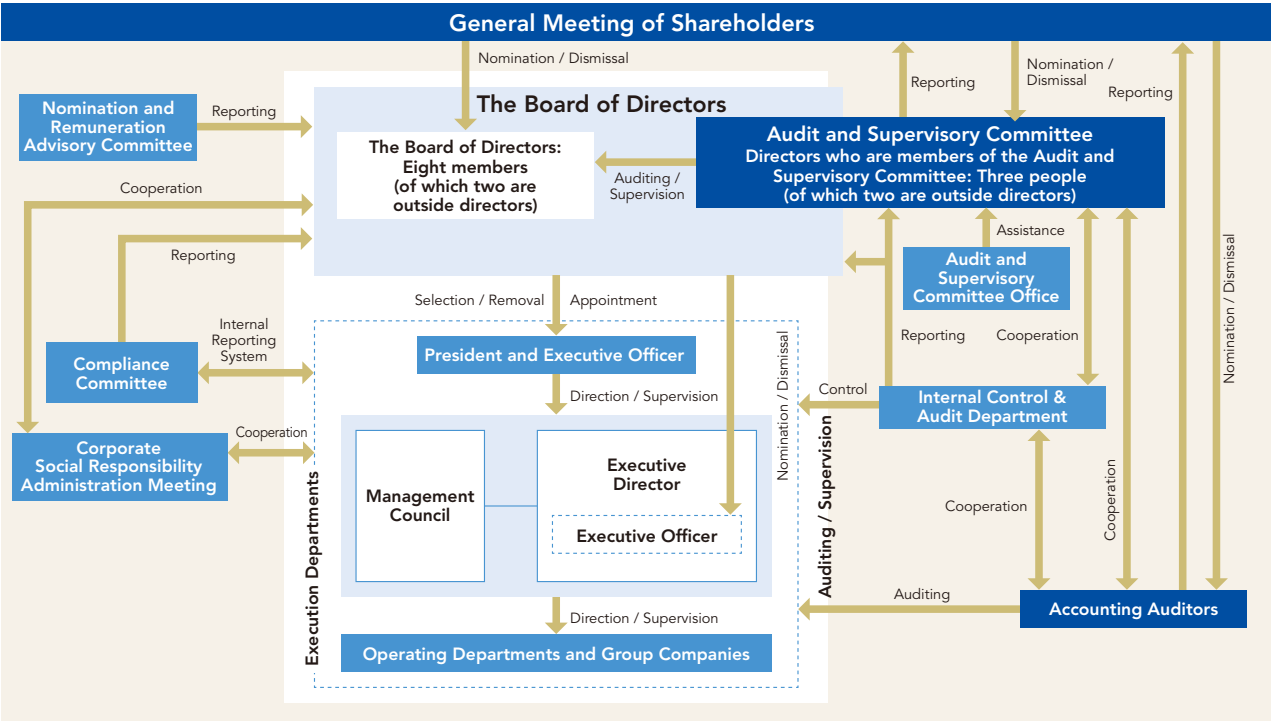 General Meeting of Shareholders
Nomination / Dismissal
Reporting
Nomination /
Dismissal
Reporting
Nomination and
Remuneration
Advisory Committee
Reporting
The Board of Directors
The Board of Directors:
Eight members
(of which two are
outside directors)
Auditing /
Supervision
Audit and Supervisory Committee
Directors who are members of the Audit and
Supervisory Committee: Three people
(of which two are outside directors)
Cooperation
Reporting
Assistance
Audit and
Supervisory
Committee Office
Nomination / Dismissal
Selection / Removal
Appointment
Internal
Reporting
System
Compliance
Committee
President and Executive Officer
Nomination / Dismissal
Reporting
Cooperation
Direction / Supervision
Control
Internal Control &
Audit Department
Corporate
Social Responsibility
Administration Meeting
Cooperation
Execution Departments
Management
Council
Executive
Director
Executive Officer
Auditing / Supervision
Cooperation
Cooperation
Auditing
Accounting Auditors
Direction / Supervision
Operating Departments and Group Companies